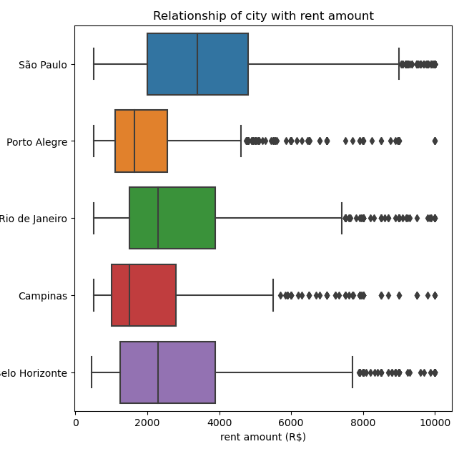 Relationship of city with rent amount
São Paulo
Porto Alegre
Rio de Janeiro
Campinas
Belo Horizonte
0 2000 4000 6000 8000 10000
rent amount (R$)